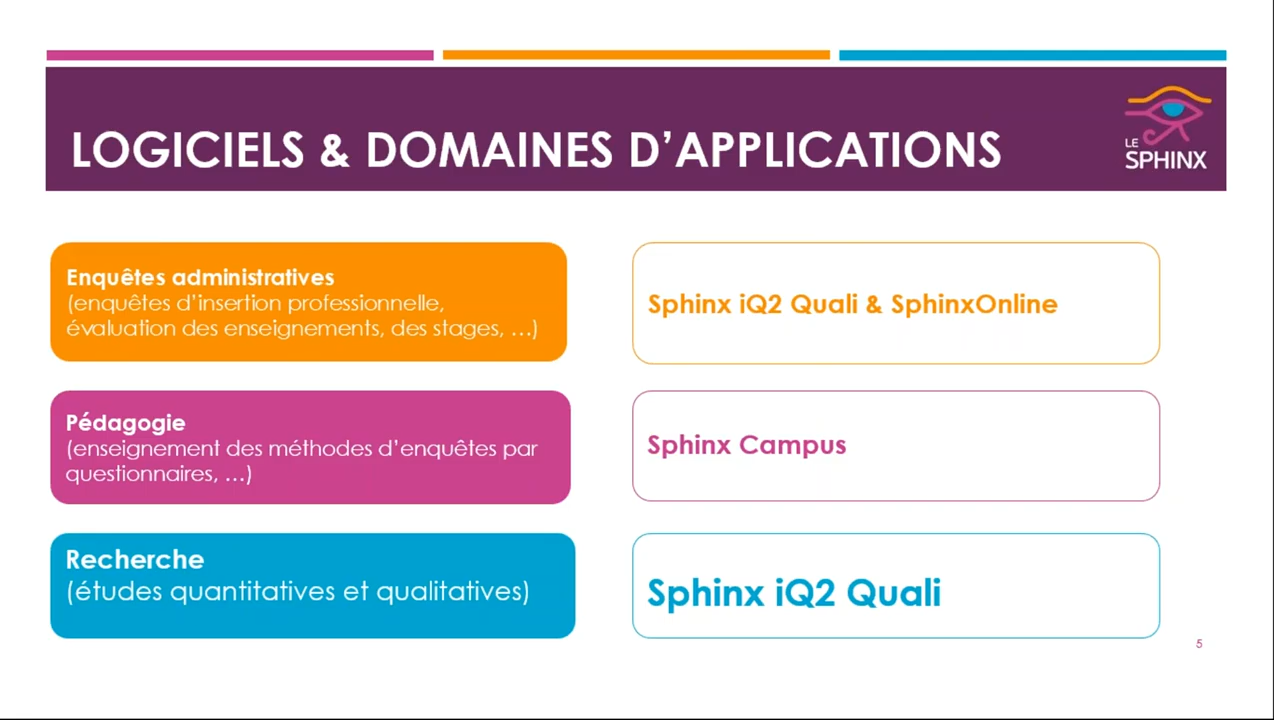 LOGICIELS & DOMAINES D’APPLICATIONS
LE
SPHINX
Enquêtes administratives
(enquêtes d’insertion professionnelle,
évaluation des enseignements, des stages, …)
Sphinx iQ2 Quali & SphinxOnline
Pédagogie
(enseignement des méthodes d’enquêtes par
questionnaires, …)
Sphinx Campus
Recherche
(études quantitatives et qualitatives)
Sphinx iQ2 Quali
5